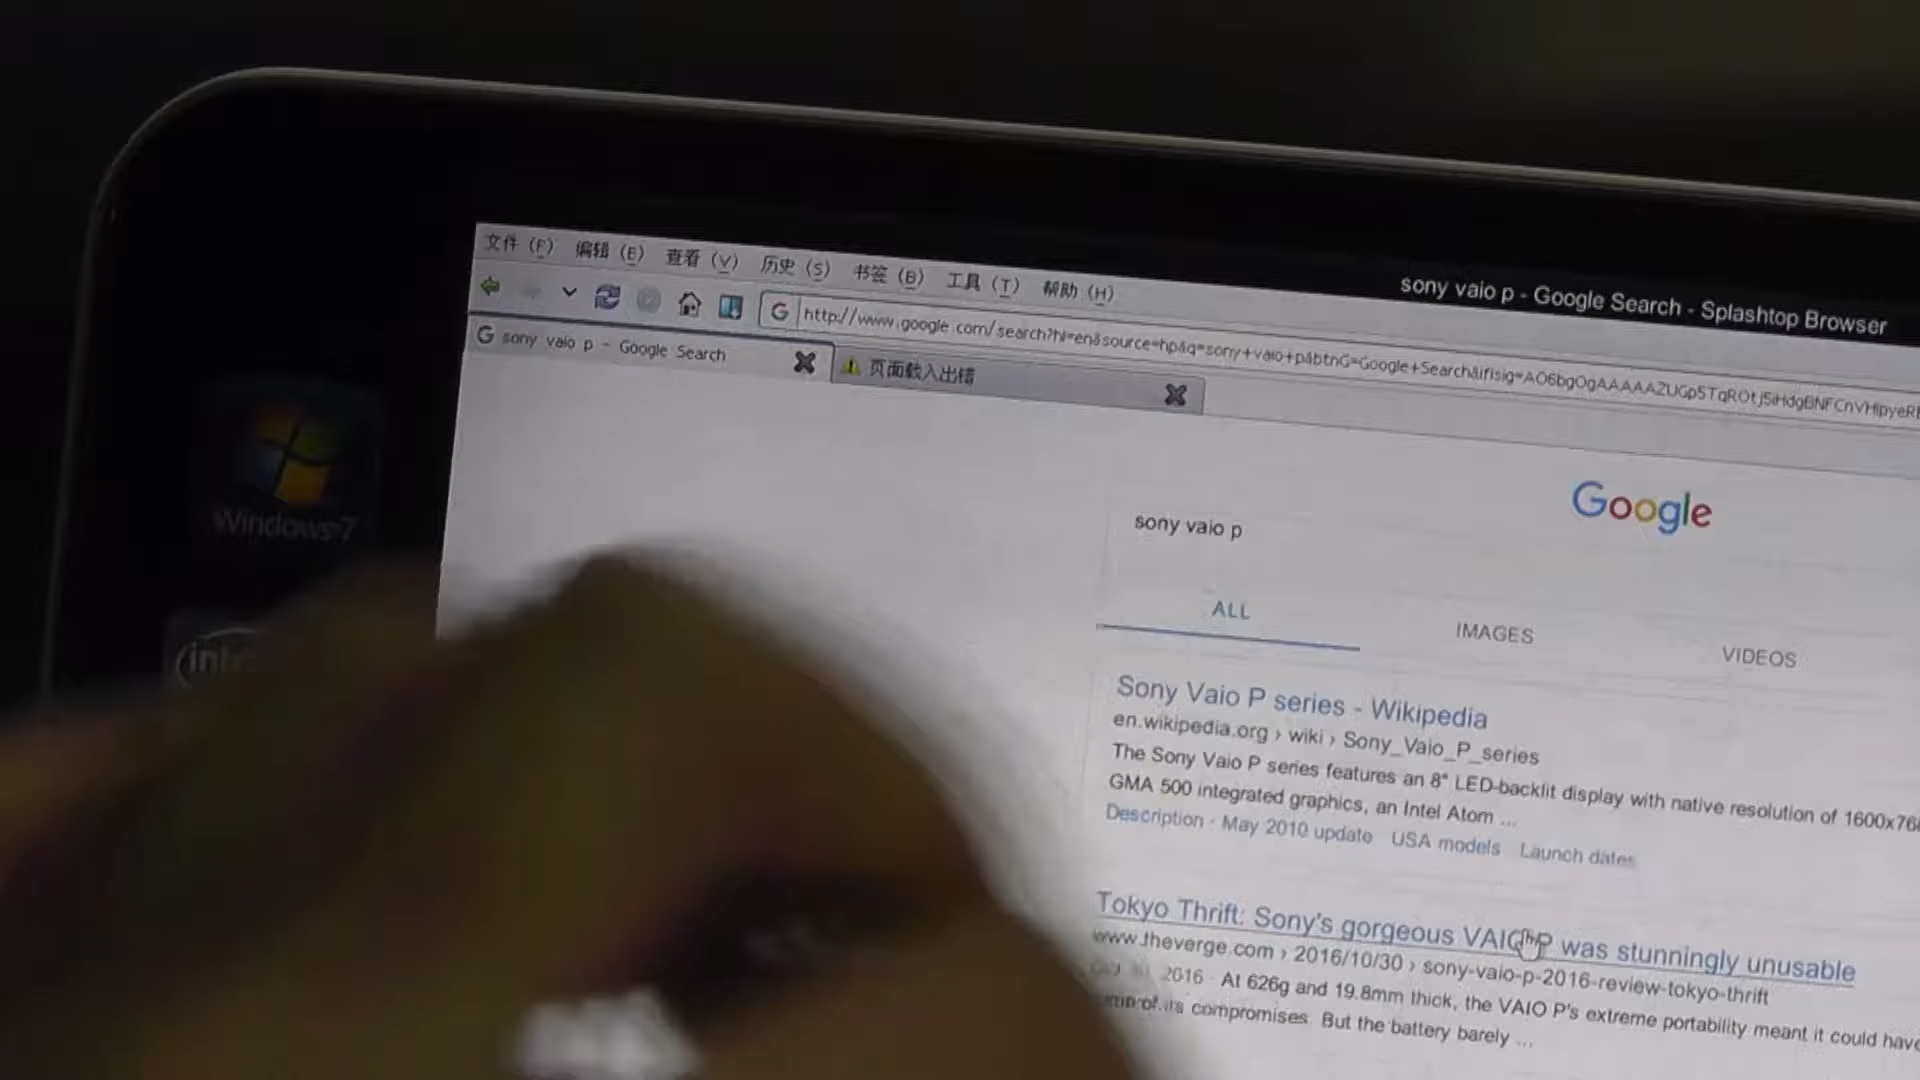 文件 (F) 编辑 (E) 查看 (V) 历史 (S) 书签 (B) 工具 (T) 帮助 (H)
sony vaio p - Google Search - Splashtop Browser
G http://www.google.com/search?hl=en&source=hp&q=sony+vaio+p&btnG=Google+Search&iflsig=
G sony vaio p - Google Search
页面载入出错
Windows 7
Google
sony vaio p
ALL IMAGES VIDEOS
Sony Vaio P series - Wikipedia
en.wikipedia.org › wiki › Sony_Vaio_P_series
The Sony Vaio P series features an 8" LED-backlit display with native resolution of
GMA 500 integrated graphics, an Intel Atom ...
Description · May 2010 update USA models Launch dates
Tokyo Thrift: Sony's gorgeous VAIO P was stunningly unusable
www.theverge.com › 2016/10/30 › sony-vaio-p-2016-review-tokyo-thrift
2016 · At 626g and 19.8mm thick, the VAIO P's extreme portability meant it could have
compromises. But the battery barely ...